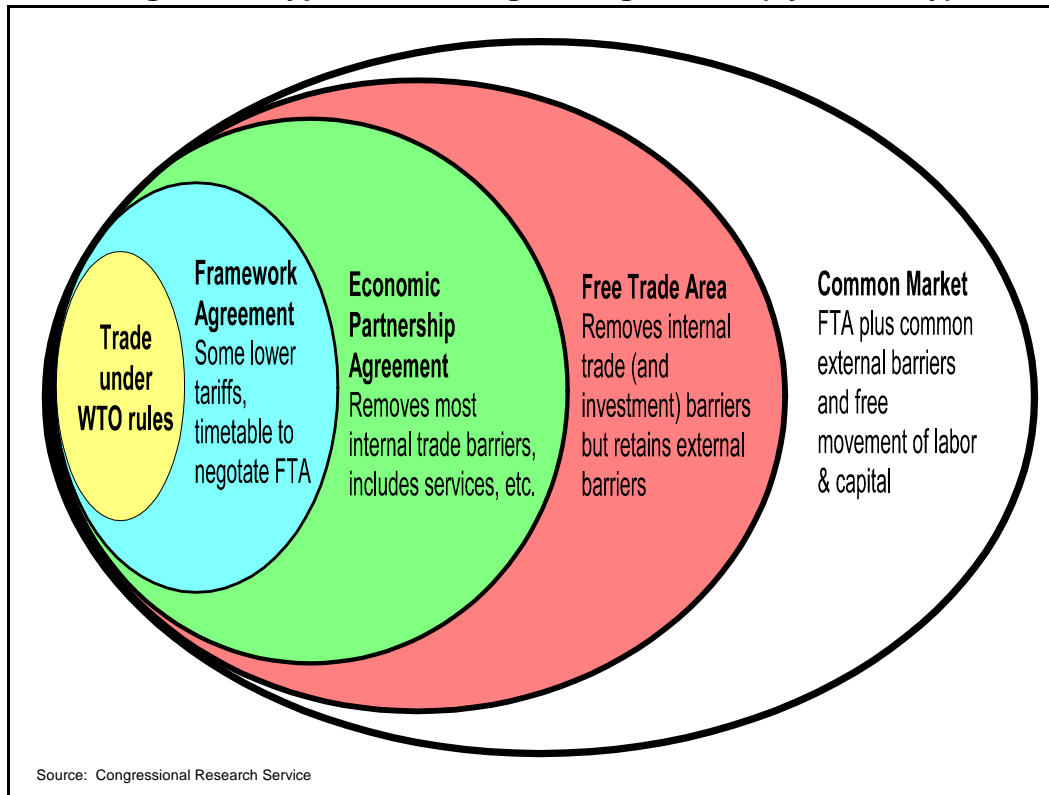 Trade
under
WTO rules
Framework
Agreement
Some lower
tariffs,
timetable to
negotate FTA
Economic
Partnership
Agreement
Removes most
internal trade barriers,
includes services, etc.
Free Trade Area
Removes internal
trade (and
investment) barriers
but retains external
barriers
Common Market
FTA plus common
external barriers
and free
movement of labor
& capital
Source: Congressional Research Service